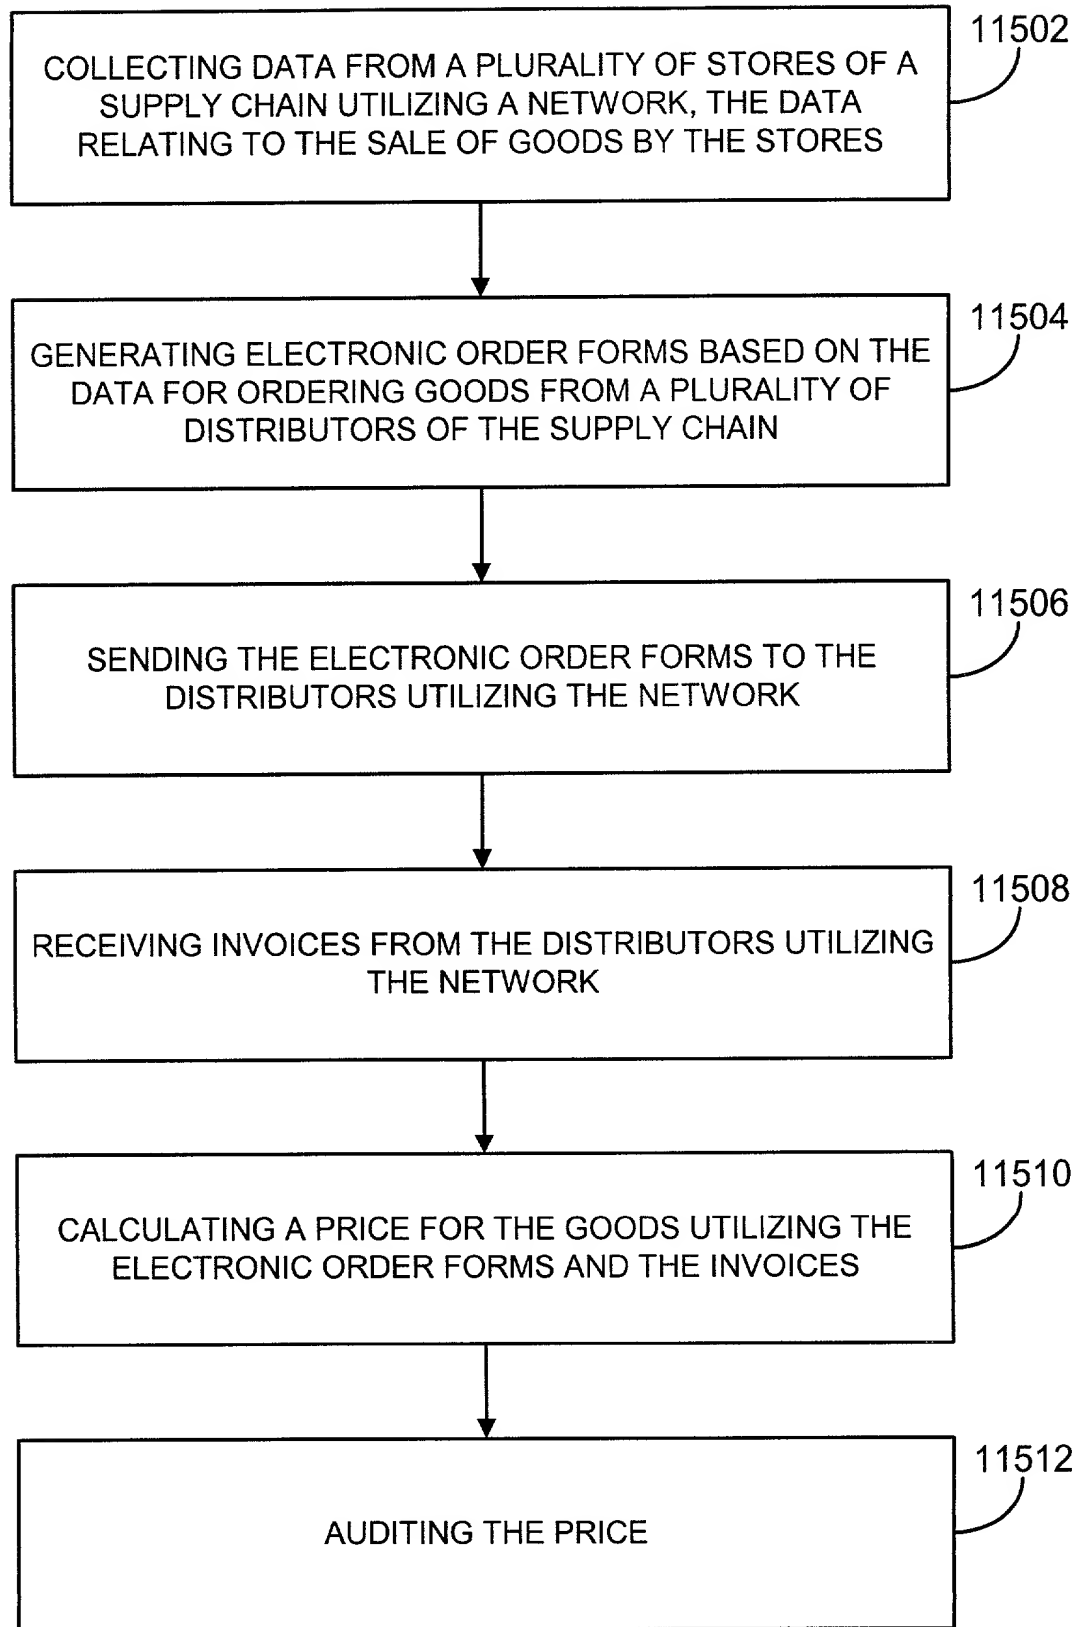 11502
COLLECTING DATA FROM A PLURALITY OF STORES OF A
SUPPLY CHAIN UTILIZING A NETWORK, THE DATA
RELATING TO THE SALE OF GOODS BY THE STORES
11504
GENERATING ELECTRONIC ORDER FORMS BASED ON THE
DATA FOR ORDERING GOODS FROM A PLURALITY OF
DISTRIBUTORS OF THE SUPPLY CHAIN
11506
SENDING THE ELECTRONIC ORDER FORMS TO THE
DISTRIBUTORS UTILIZING THE NETWORK
11508
RECEIVING INVOICES FROM THE DISTRIBUTORS UTILIZING
THE NETWORK
11510
CALCULATING A PRICE FOR THE GOODS UTILIZING THE
ELECTRONIC ORDER FORMS AND THE INVOICES
11512
AUDITING THE PRICE